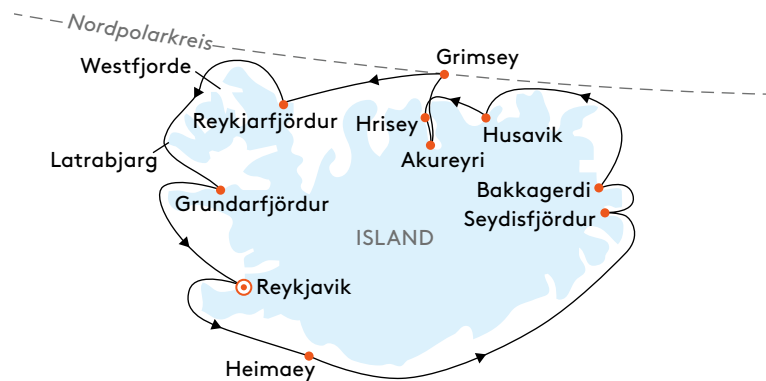 Nordpolarkreis
Grimsey
Westfjorde
Reykjarfjördur
Hrisey
Husavik
Latrabjarg
Akureyri
Bakkagerdi
Grundarfjördur
Seydisfjördur
ISLAND
Reykjavik
Heimaey